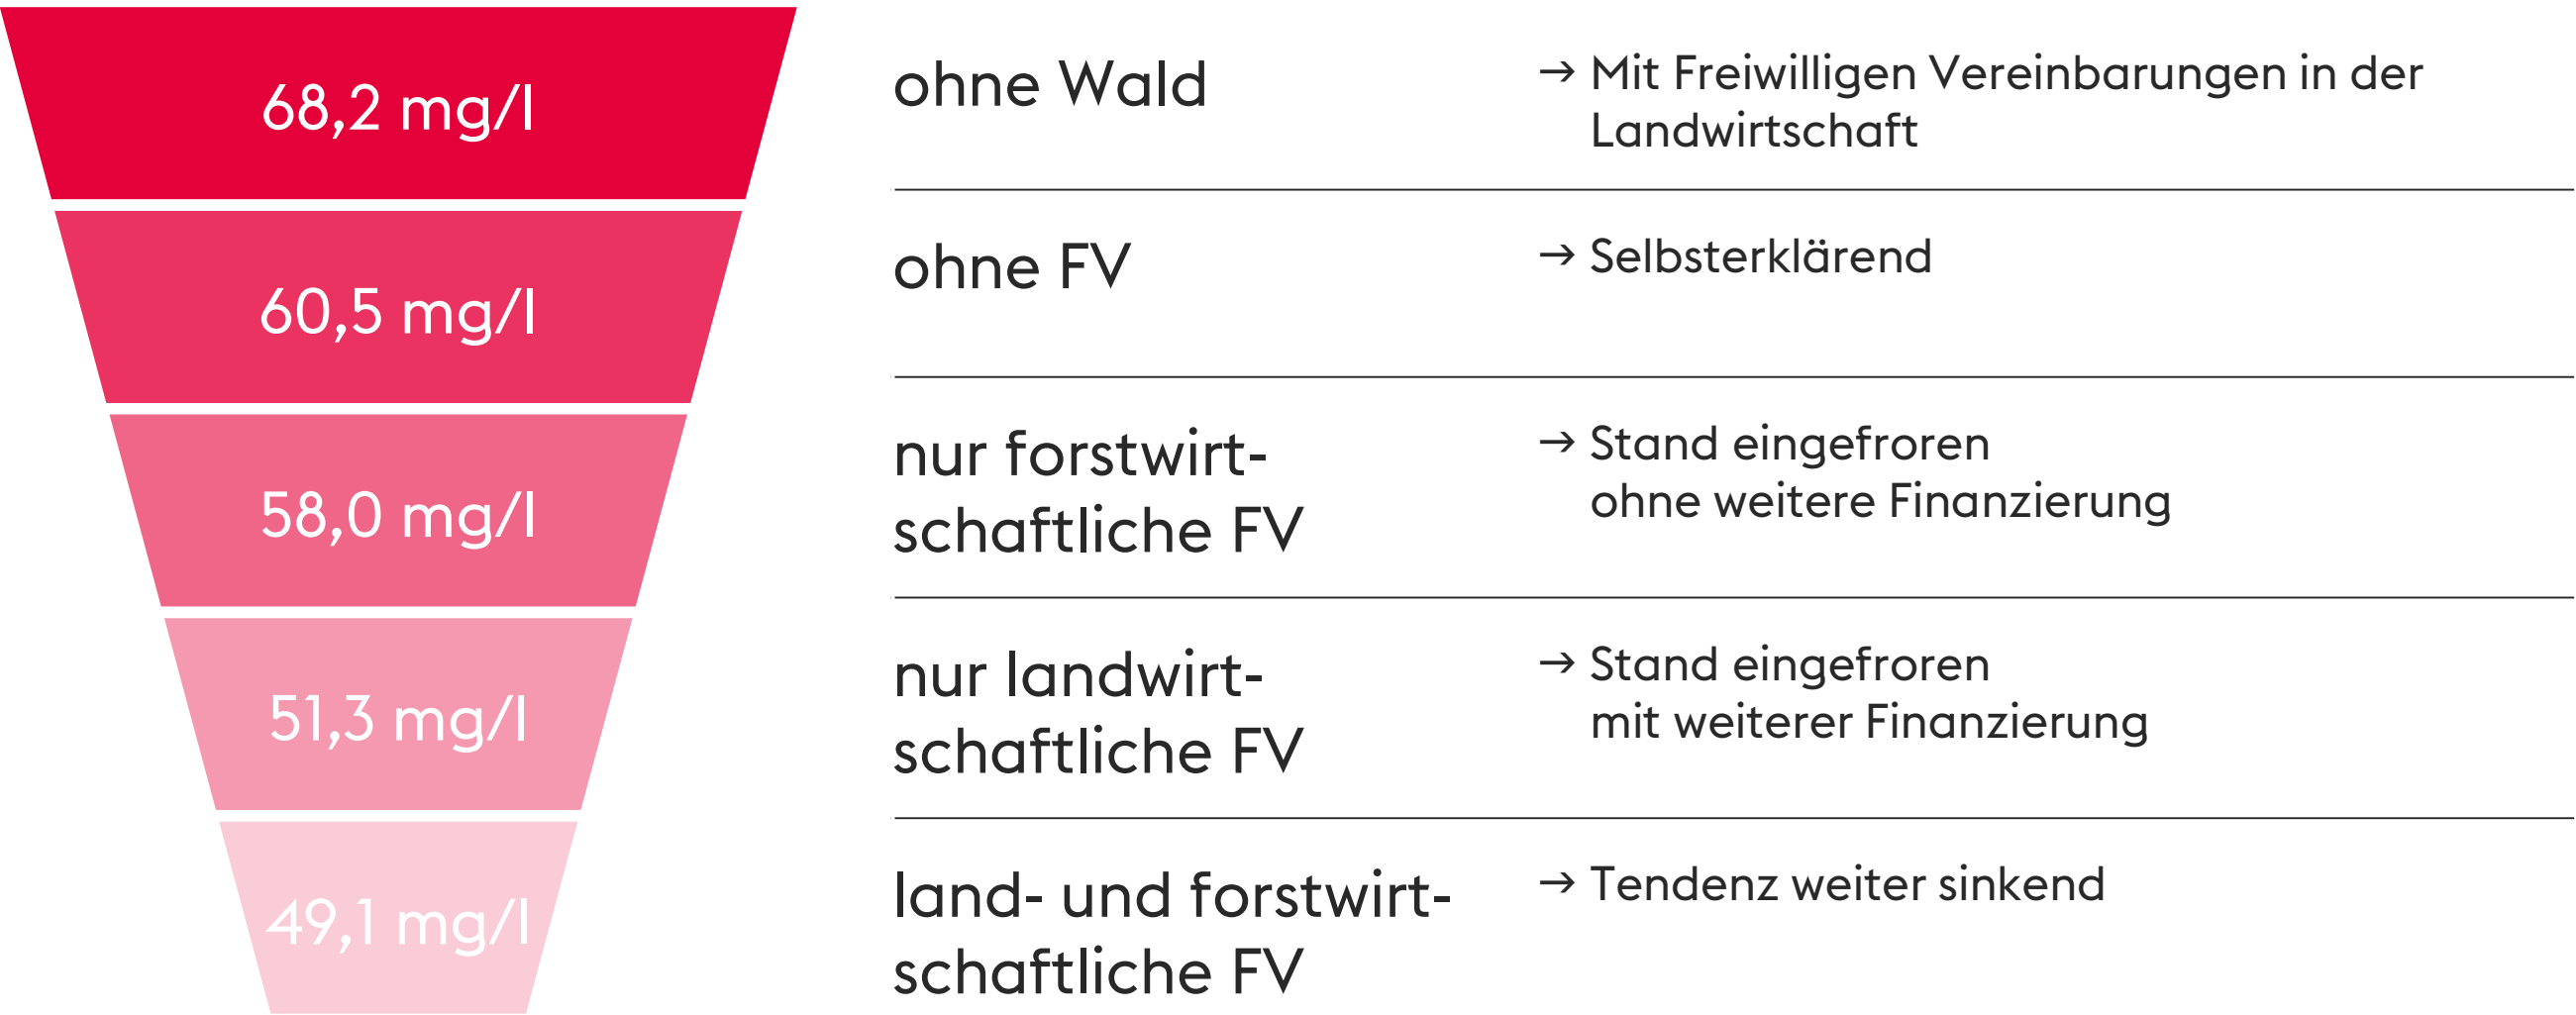 68,2 mg/l
ohne Wald
→ Mit Freiwilligen Vereinbarungen in der
Landwirtschaft
60,5 mg/l
ohne FV
→ Selbsterklärend
58,0 mg/l
nur forstwirt-
schaftliche FV
→ Stand eingefroren
ohne weitere Finanzierung
51,3 mg/l
nur landwirt-
schaftliche FV
→ Stand eingefroren
mit weiterer Finanzierung
49,1 mg/l
land- und forstwirt-
schaftliche FV
→ Tendenz weiter sinkend